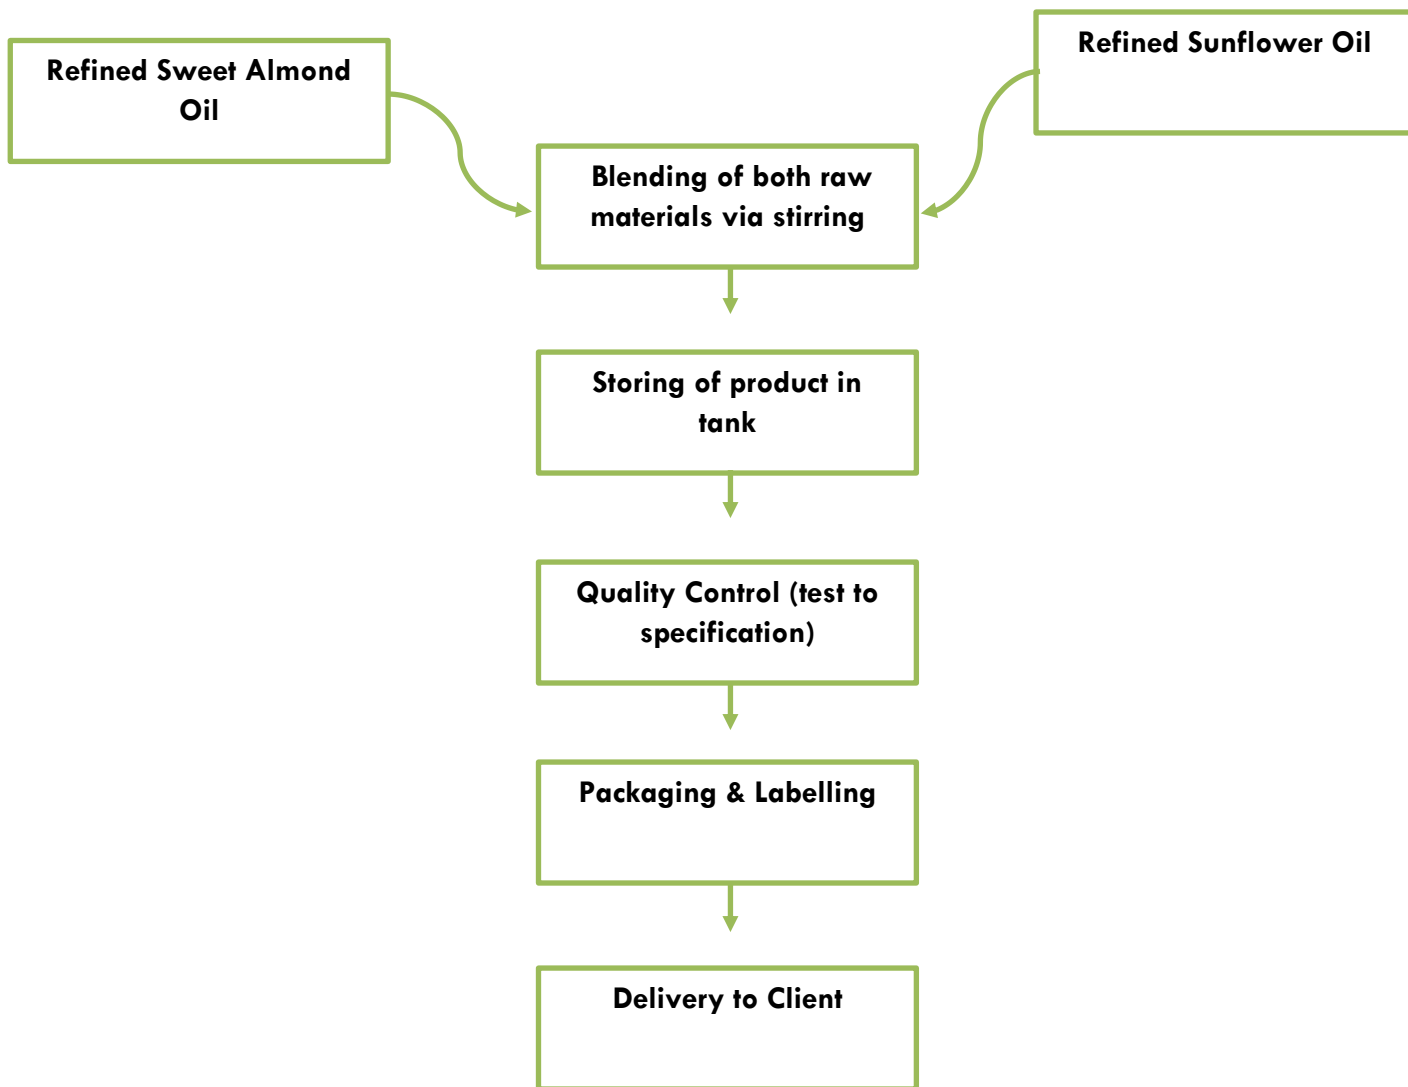 Refined Sweet Almond
Oil
Refined Sunflower Oil
Blending of both raw
materials via stirring
Storing of product in
tank
Quality Control (test to
specification)
Packaging & Labelling
Delivery to Client